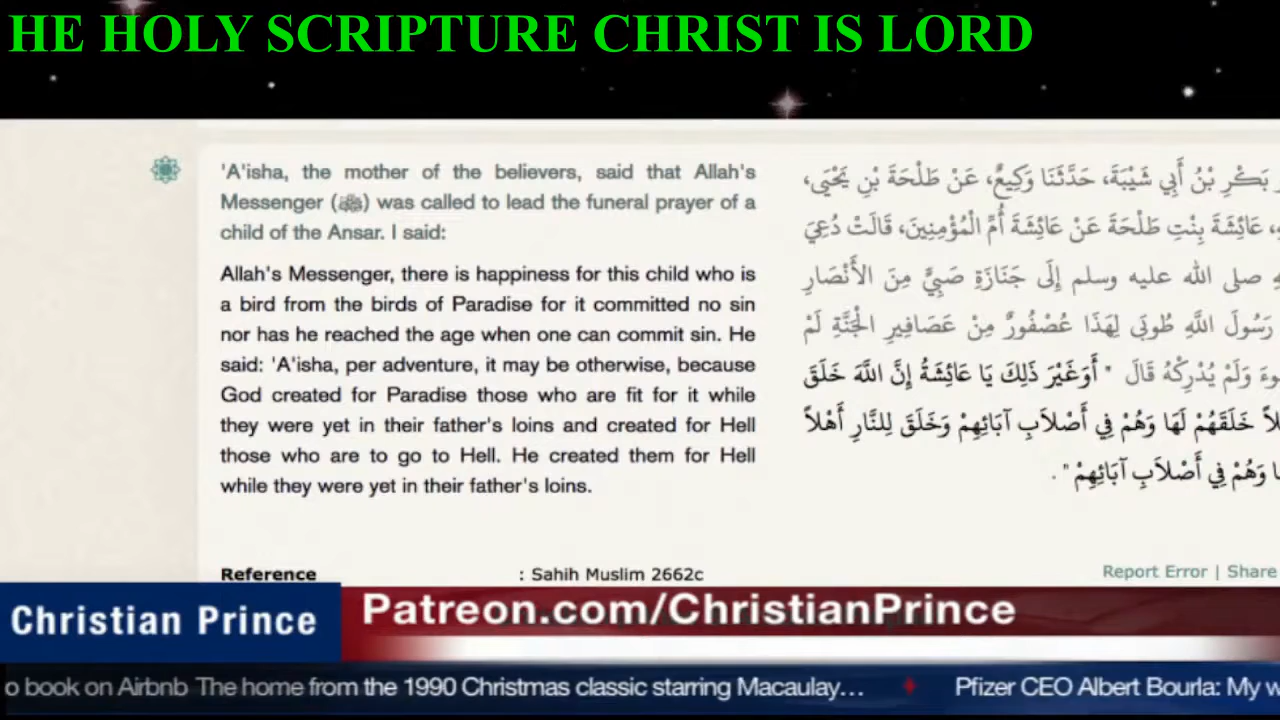 HE HOLY SCRIPTURE CHRIST IS LORD
'A'isha, the mother of the believers, said that Allah's
Messenger (ﷺ) was called to lead the funeral prayer of a
child of the Ansar. I said:
Allah's Messenger, there is happiness for this child who is
a bird from the birds of Paradise for it committed no sin
nor has he reached the age when one can commit sin. He
said: 'A'isha, per adventure, it may be otherwise, because
God created for Paradise those who are fit for it while
they were yet in their father's loins and created for Hell
those who are to go to Hell. He created them for Hell
while they were yet in their father's loins.
بَكْرِ بْنُ أَبِي شَيْبَةَ، حَدَّثَنَا وَكِيعٌ، عَنْ طَلْحَةَ بْنِ يَحْيَى،
عَائِشَةَ بِنْتِ طَلْحَةَ عَنْ عَائِشَةَ أُمِّ الْمُؤْمِنِينَ، قَالَتْ دُعِيَ
صلى الله عليه وسلم إِلَى جَنَازَةِ صَبِيٍّ مِنَ الأَنْصَارِ
رَسُولَ اللَّهِ طُوبَى لِهَذَا عُصْفُورٌ مِنْ عَصَافِيرِ الْجَنَّةِ لَمْ
وَلَمْ يُدْرِكْهُ قَالَ " أَوَغَيْرَ ذَلِكَ يَا عَائِشَةُ إِنَّ اللَّهَ خَلَقَ
خَلَقَهُمْ لَهَا وَهُمْ فِي أَصْلاَبِ آبَائِهِمْ وَخَلَقَ لِلنَّارِ أَهْلاً
وَهُمْ فِي أَصْلاَبِ آبَائِهِمْ " .
Reference : Sahih Muslim 2662c
Report Error | Share
Christian Prince
Patreon.com/ChristianPrince
o book on Airbnb The home from the 1990 Christmas classic starring Macaulay... Pfizer CEO Albert Bourla: My w